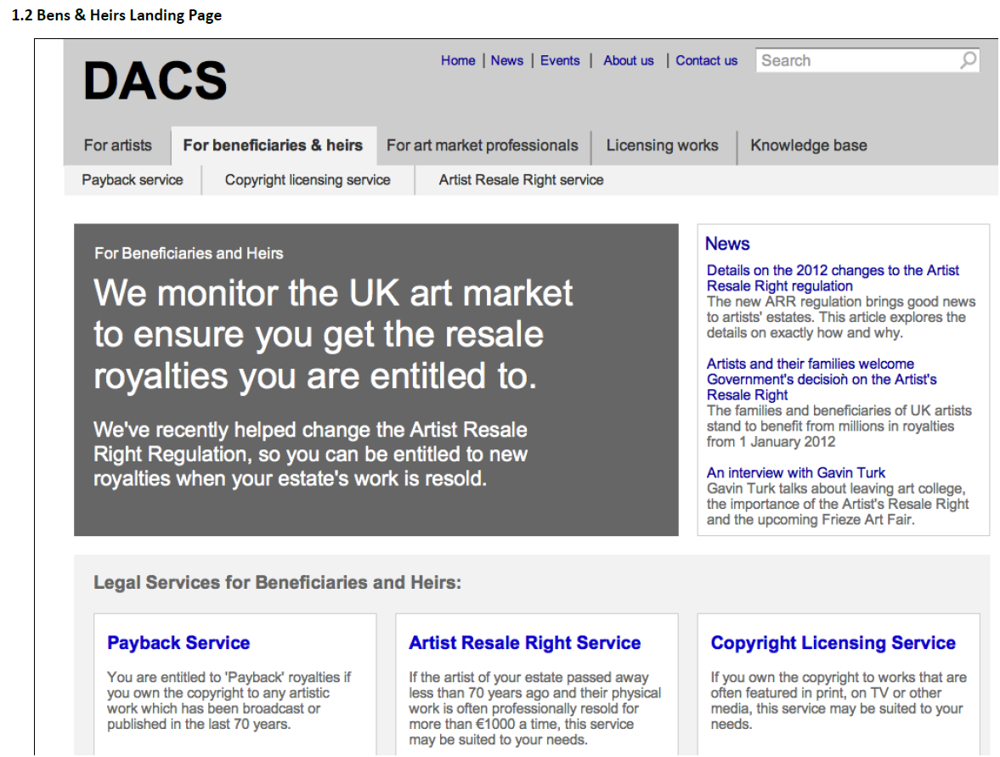 1.2 Bens & Heirs Landing Page
DACS
Home | News | Events | About us | Contact us
Search
For artists
For beneficiaries & heirs
For art market professionals
Licensing works
Knowledge base
Payback service
Copyright licensing service
Artist Resale Right service
For Beneficiaries and Heirs
We monitor the UK art market
to ensure you get the resale
royalties you are entitled to.
We've recently helped change the Artist Resale
Right Regulation, so you can be entitled to new
royalties when your estate's work is resold.
News
Details on the 2012 changes to the Artist
Resale Right regulation
The new ARR regulation brings good news
to artists' estates. This article explores the
details on exactly how and why.
Artists and their families welcome
Government's decision on the Artist's
Resale Right
The families and beneficiaries of UK artists
stand to benefit from millions in royalties
from 1 January 2012
An interview with Gavin Turk
Gavin Turk talks about leaving art college,
the importance of the Artist's Resale Right
and the upcoming Frieze Art Fair.
Legal Services for Beneficiaries and Heirs:
Payback Service
You are entitled to 'Payback' royalties if
you own the copyright to any artistic
work which has been broadcast or
published in the last 70 years.
Artist Resale Right Service
If the artist of your estate passed away
less than 70 years ago and their physical
work is often professionally resold for
more than €1000 a time, this service
may be suited to your needs.
Copyright Licensing Service
If you own the copyright to works that are
often featured in print, on TV or other
media, this service may be suited to your
needs.